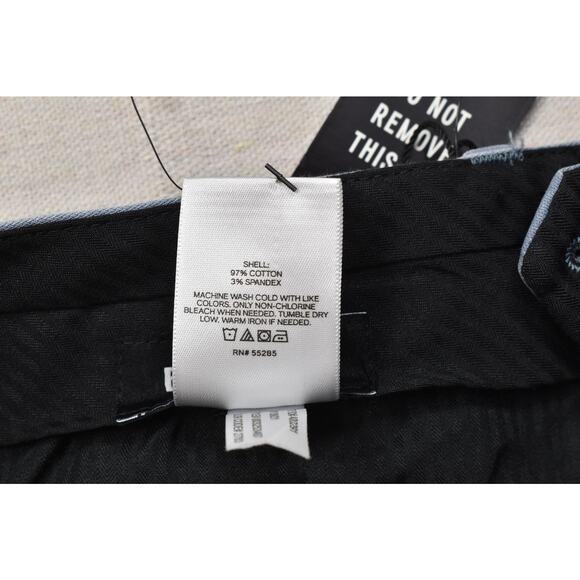 O NOT
REMOVE
THIS
SHELL:
97% COTTON
3% SPANDEX
MACHINE WASH COLD WITH LIKE
COLORS. ONLY NON-CHLORINE
BLEACH WHEN NEEDED. TUMBLE DRY
LOW. WARM IRON IF NEEDED.
RN# 55285